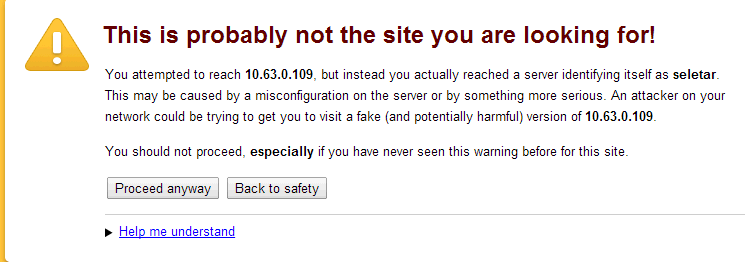 This is probably not the site you are looking for!
You attempted to reach 10.63.0.109, but instead you actually reached a server identifying itself as seletar.
This may be caused by a misconfiguration on the server or by something more serious. An attacker on your
network could be trying to get you to visit a fake (and potentially harmful) version of 10.63.0.109.
You should not proceed, especially if you have never seen this warning before for this site.
Proceed anyway Back to safety
Help me understand